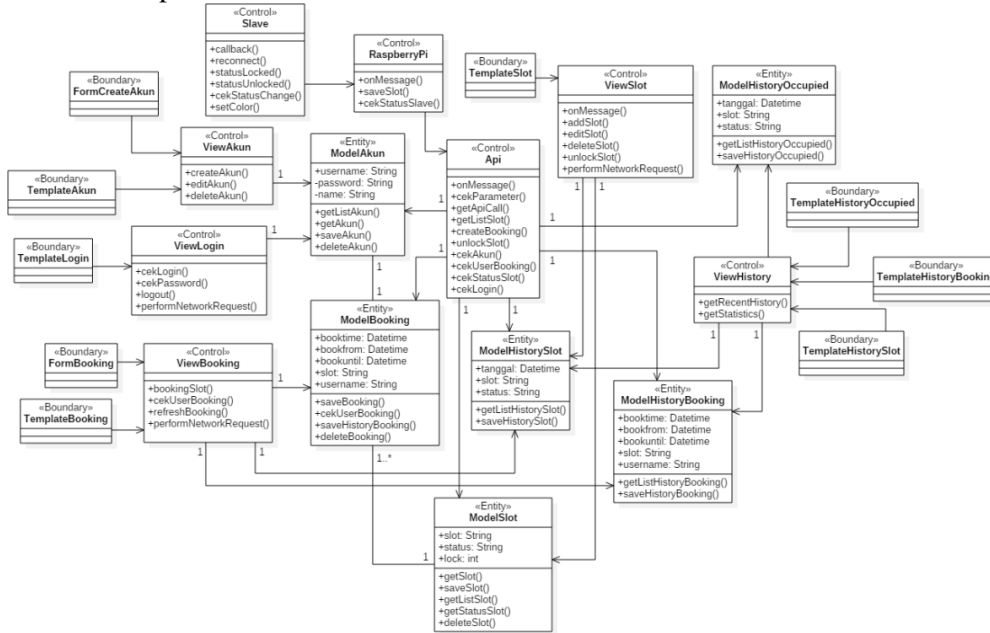 «Control»
Slave
+callback()
+reconnect()
+statusLocked()
+statusUnlocked()
+cekStatusChange()
+setColor()
«Control»
RaspberryPi
+onMessage()
+saveSlot()
+cekStatusSlave()
«Boundary»
TemplateSlot
«Control»
ViewSlot
+onMessage()
+addSlot()
+editSlot()
+deleteSlot()
+unlockSlot()
+performNetworkRequest()
«Entity»
ModelHistoryOccupied
+tanggal: Datetime
+slot: String
+status: String
+getListHistoryOccupied()
+saveHistoryOccupied()
«Boundary»
FormCreateAkun
«Control»
ViewAkun
+createAkun()
+editAkun()
+deleteAkun()
1
«Entity»
ModelAkun
+username: String
-password: String
-name: String
+getListAkun()
+getAkun()
+saveAkun()
+deleteAkun()
1
«Control»
Api
+onMessage()
+cekParameter()
+getApiCall()
+getListSlot()
+createBooking()
+unlockSlot()
+cekAkun()
+cekUserBooking()
+cekStatusSlot()
+cekLogin()
1
1
1
1
1
1
1
1
«Boundary»
TemplateAkun
«Boundary»
TemplateLogin
«Control»
ViewLogin
+cekLogin()
+cekPassword()
+logout()
+performNetworkRequest()
1
«Boundary»
TemplateHistoryOccupied
«Control»
ViewHistory
+getRecentHistory()
+getStatistics()
1
1
«Boundary»
TemplateHistoryBookin
«Boundary»
TemplateHistorySlot
1
«Entity»
ModelBooking
+booktime: Datetime
+bookfrom: Datetime
+bookuntil: Datetime
+slot: String
+username: String
+saveBooking()
+cekUserBooking()
+saveHistoryBooking()
+deleteBooking()
1..*
«Entity»
ModelHistorySlot
+tanggal: Datetime
+slot: String
+status: String
+getListHistorySlot()
+saveHistorySlot()
«Boundary»
FormBooking
«Boundary»
TemplateBooking
«Control»
ViewBooking
+bookingSlot()
+cekUserBooking()
+refreshBooking()
+performNetworkRequest()
1
1
1
«Entity»
ModelHistoryBooking
+booktime: Datetime
+bookfrom: Datetime
+bookuntil: Datetime
+slot: String
+username: String
+getListHistoryBooking()
+saveHistoryBooking()
«Entity»
ModelSlot
+slot: String
+status: String
+lock: int
+getSlot()
+saveSlot()
+getListSlot()
+getStatusSlot()
+deleteSlot()
1